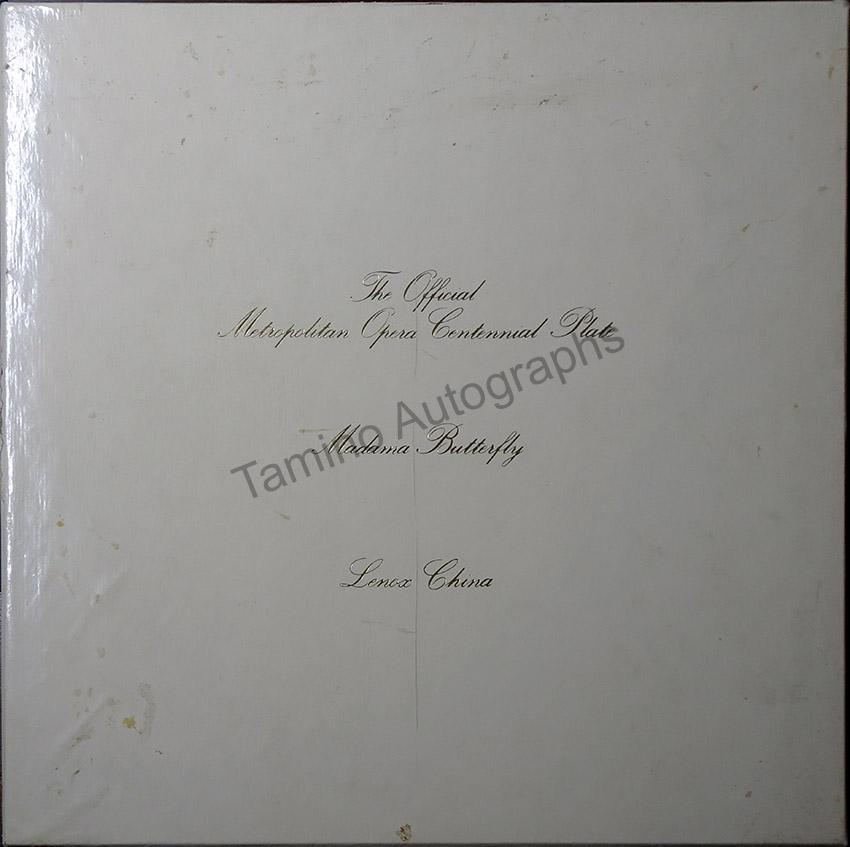 The Official
Metropolitan Opera Centennial Plate
Tamino Autographs
Madama Butterfly
Lenox China